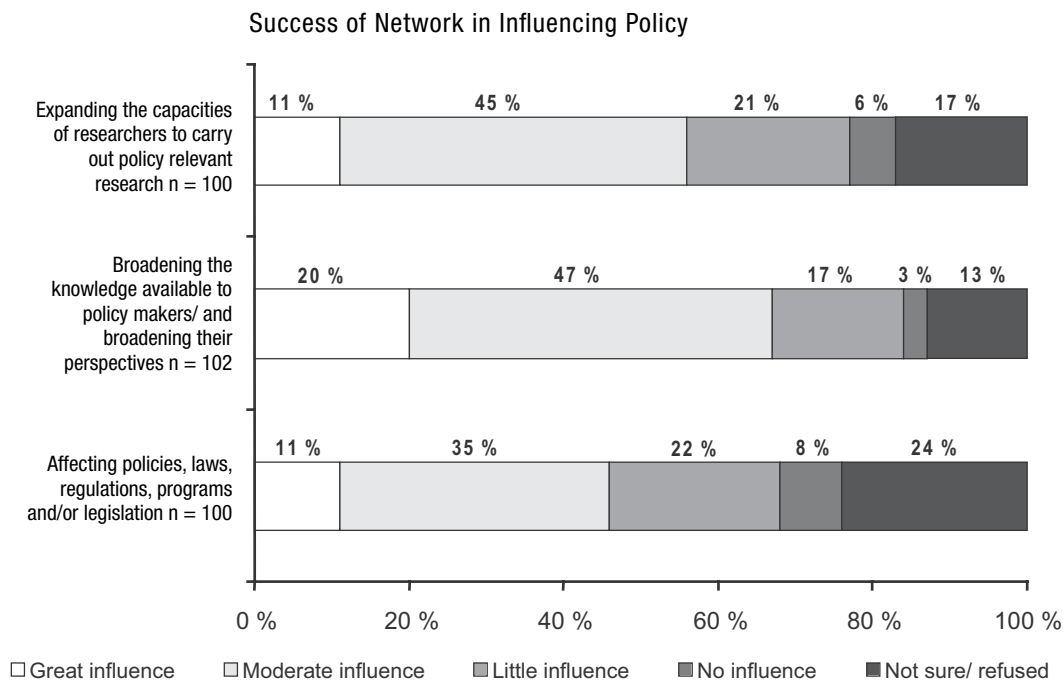 Success of Network in Influencing Policy
Expanding the capacities
of researchers to carry
out policy relevant
research n = 100
11 % 45 % 21 % 6 % 17 %
Broadening the
knowledge available to
policy makers/ and
broadening their
perspectives n = 102
20 % 47 % 17 % 3 % 13 %
Affecting policies, laws,
regulations, programs
and/or legislation n = 100
11 % 35 % 22 % 8 % 24 %
0 % 20 % 40 % 60 % 80 % 100 %
Great influence Moderate influence Little influence No influence Not sure/ refused